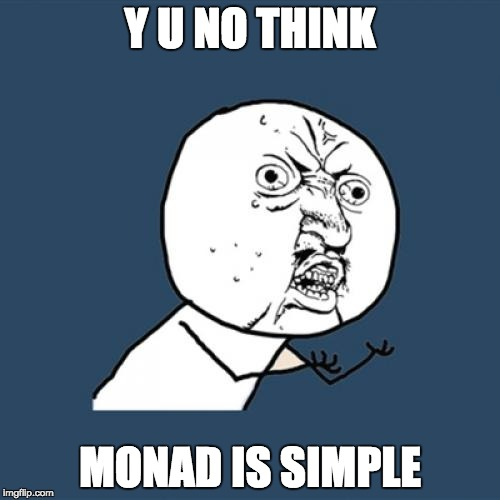 Y U NO THINK
MONAD IS SIMPLE
imgflip.com